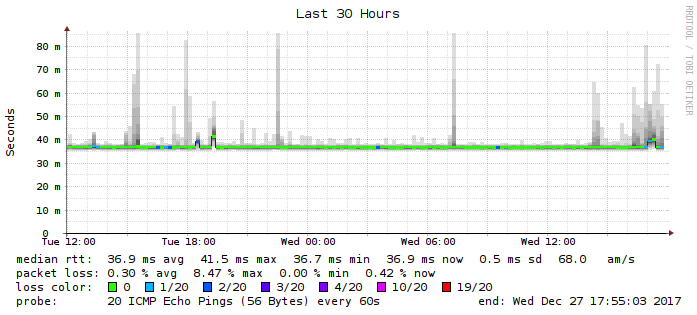 Last 30 Hours
RRDTOOL / TOBI OETIKER
Seconds
80 m
70 m
60 m
50 m
40 m
30 m
20 m
10 m
0
Tue 12:00 Tue 18:00 Wed 00:00 Wed 06:00 Wed 12:00
median rtt: 36.9 ms avg 41.5 ms max 36.7 ms min 36.9 ms now 0.5 ms sd 68.0 am/s
packet loss: 0.30 % avg 8.47 % max 0.00 % min 0.42 % now
loss color: 0 1/20 2/20 3/20 4/20 10/20 19/20
probe: 20 ICMP Echo Pings (56 Bytes) every 60s end: Wed Dec 27 17:55:03 2017